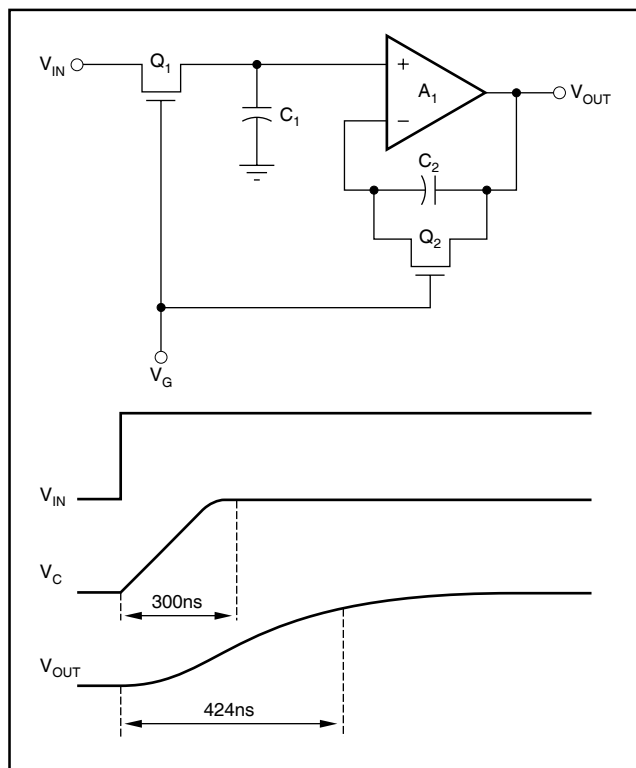 V_IN
Q_1
+
A_1
V_OUT
C_1
−
C_2
Q_2
V_G
V_IN
V_C
300ns
V_OUT
424ns